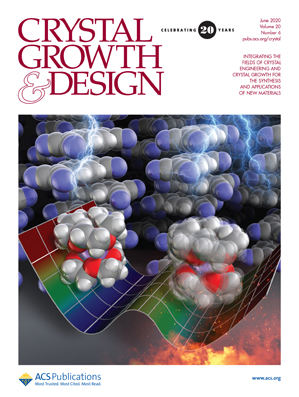 CRYSTAL
GROWTH
& DESIGN
CELEBRATING 20 YEARS
June 2020
Volume 20
Number 6
pubs.acs.org/crystal
INTEGRATING THE
FIELDS OF CRYSTAL
ENGINEERING AND
CRYSTAL GROWTH FOR
THE SYNTHESIS
AND APPLICATIONS
OF NEW MATERIALS
ACS Publications
Most Trusted. Most Cited. Most Read.
www.acs.org